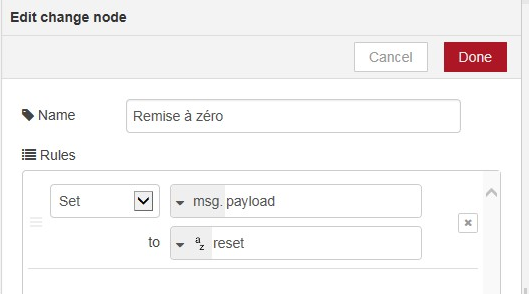 Edit change node
Cancel Done
Name Remise à zéro
Rules
Set msg. payload
to az reset